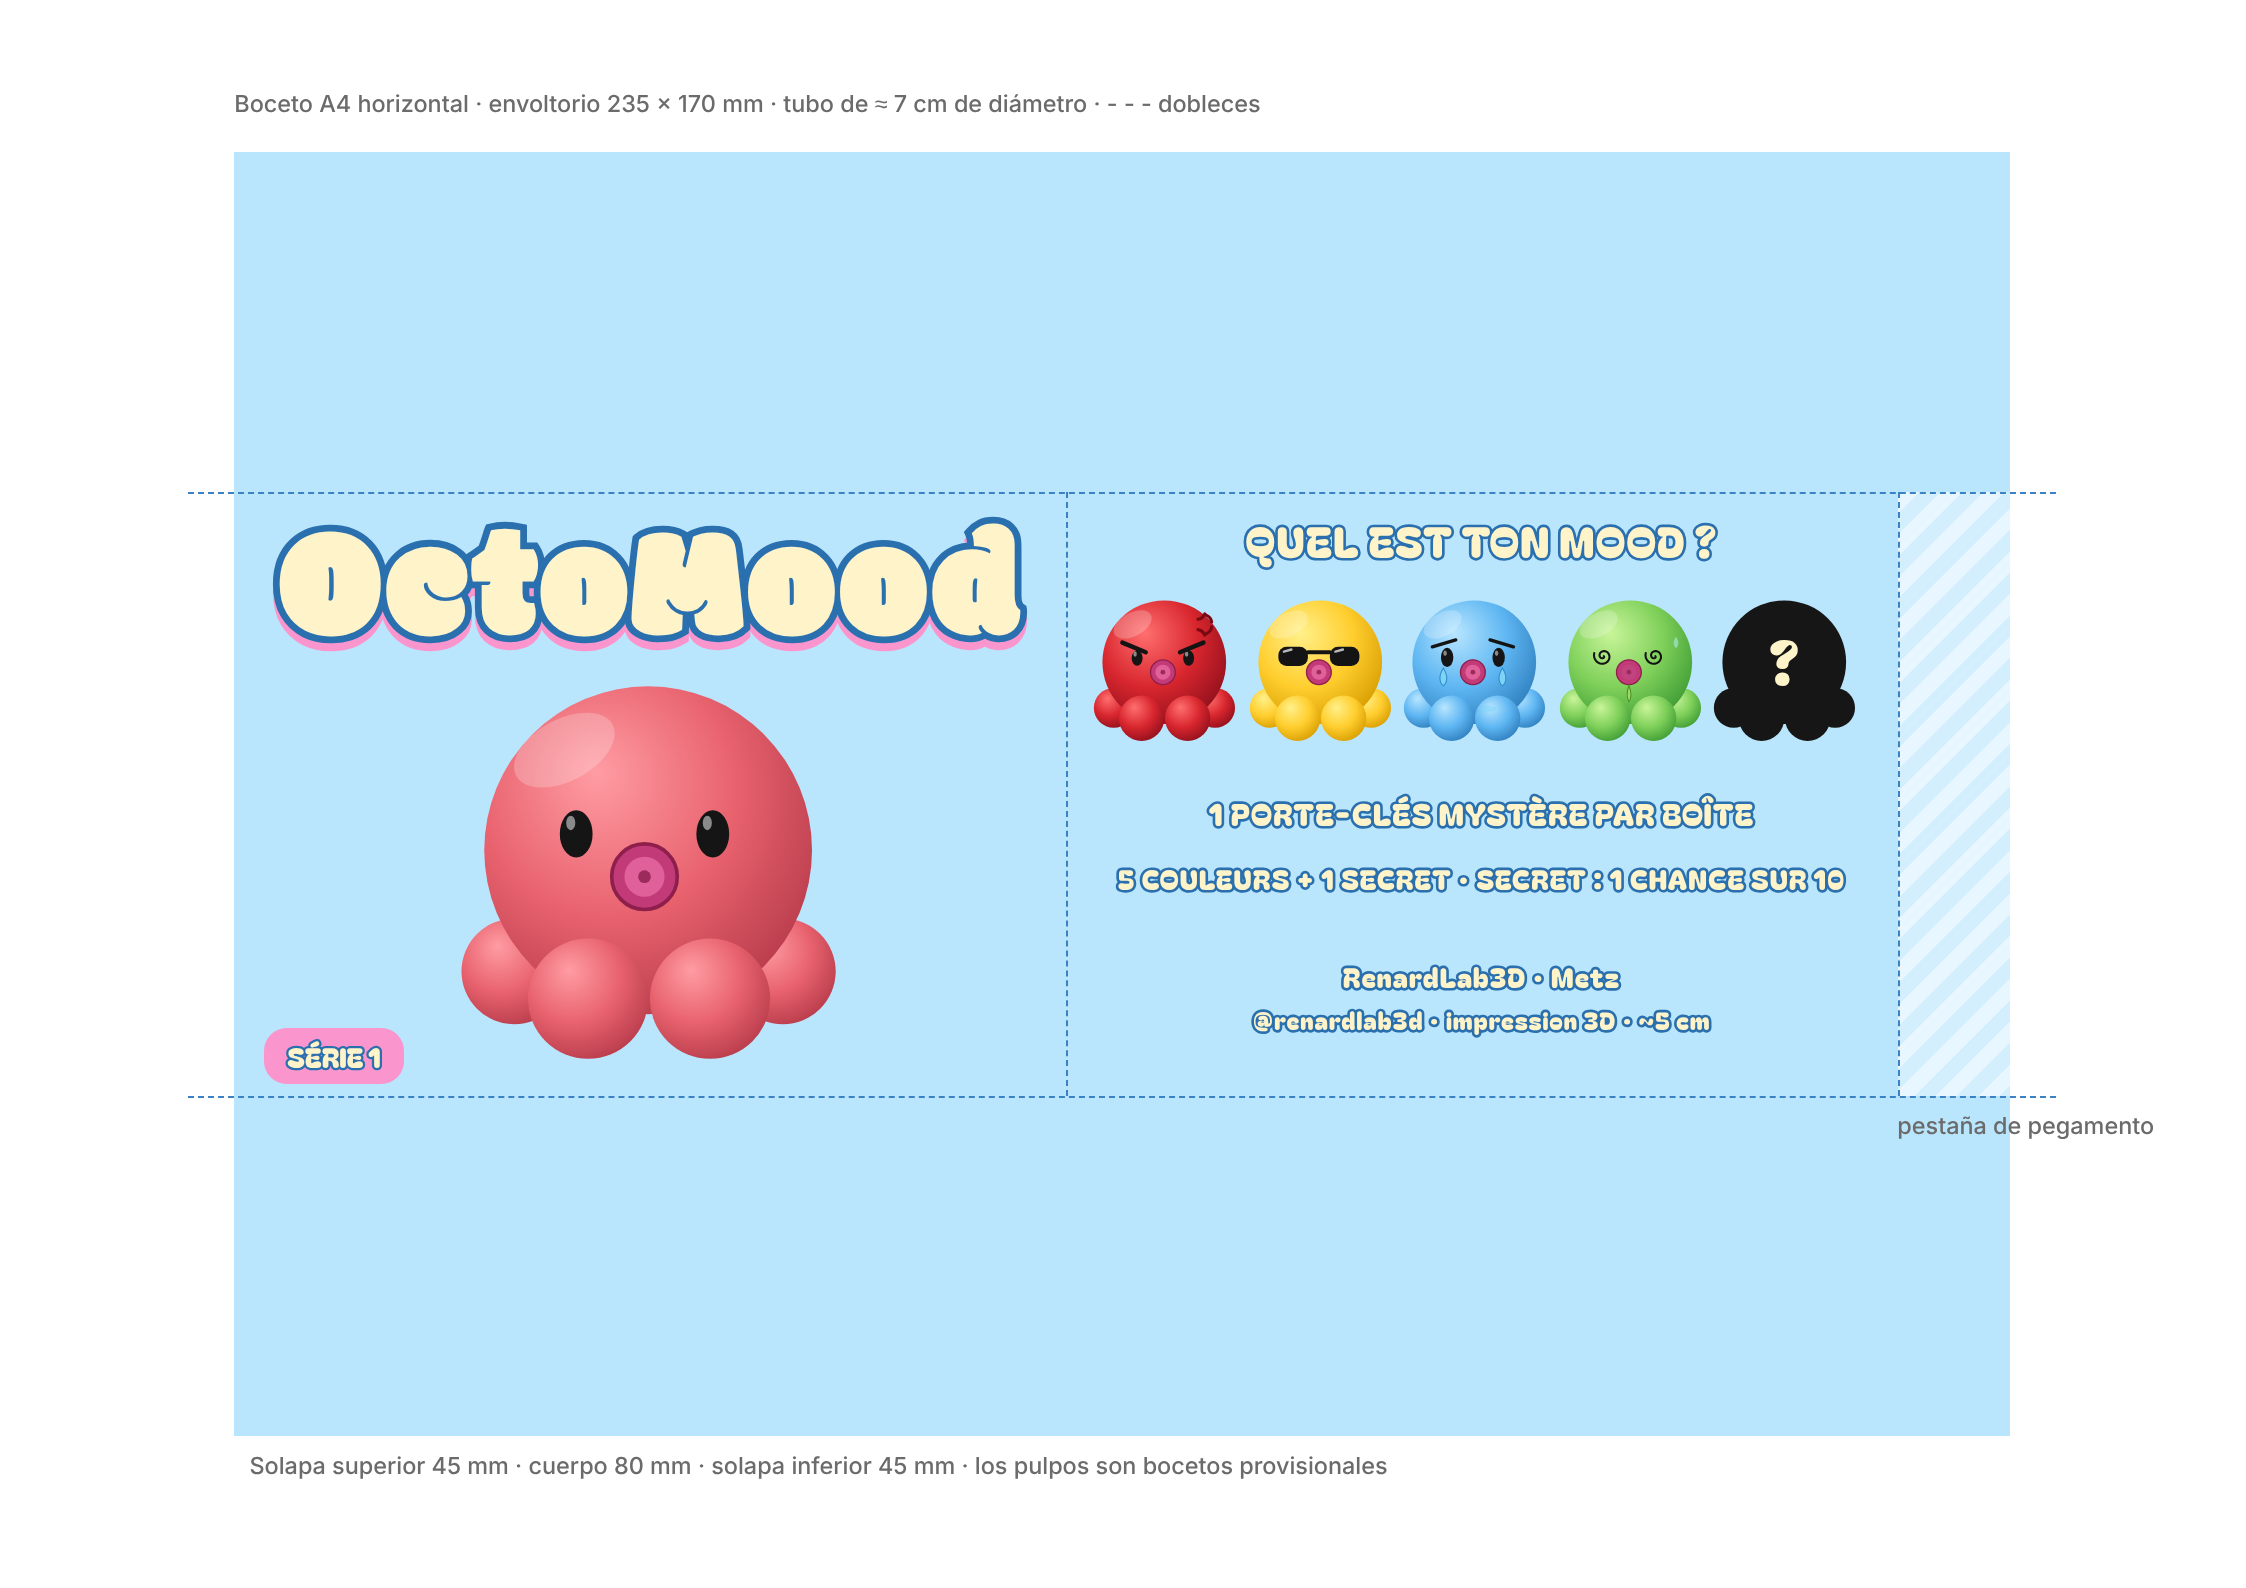 Boceto A4 horizontal · envoltorio 235 × 170 mm · tubo de ≈ 7 cm de diámetro · - - - dobleces
OctoMood
SÉRIE 1
QUEL EST TON MOOD ?
?
1 PORTE-CLÉS MYSTÈRE PAR BOÎTE
5 COULEURS + 1 SECRET · SECRET : 1 CHANCE SUR 10
RenardLab3D · Metz
@renardlab3d · impression 3D · ~5 cm
pestaña de pegamento
Solapa superior 45 mm · cuerpo 80 mm · solapa inferior 45 mm · los pulpos son bocetos provisionales